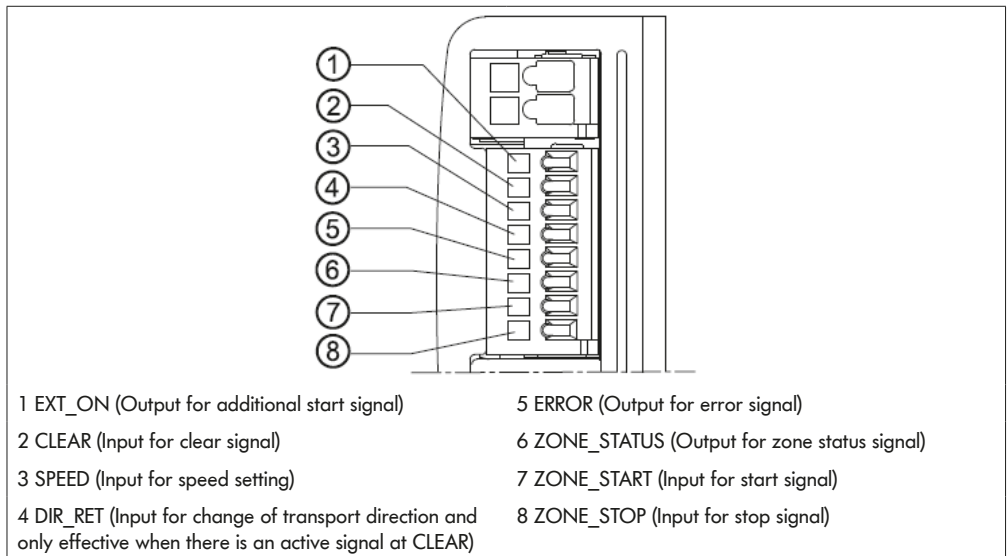 1
2
3
4
5
6
7
8
1 EXT_ON (Output for additional start signal)
2 CLEAR (Input for clear signal)
3 SPEED (Input for speed setting)
4 DIR_RET (Input for change of transport direction and
only effective when there is an active signal at CLEAR)
5 ERROR (Output for error signal)
6 ZONE_STATUS (Output for zone status signal)
7 ZONE_START (Input for start signal)
8 ZONE_STOP (Input for stop signal)